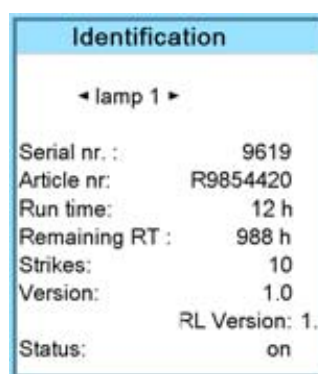 Identification
◄ lamp 1 ►
Serial nr. : 9619
Article nr: R9854420
Run time: 12 h
Remaining RT : 988 h
Strikes: 10
Version: 1.0
RL Version: 1.
Status: on